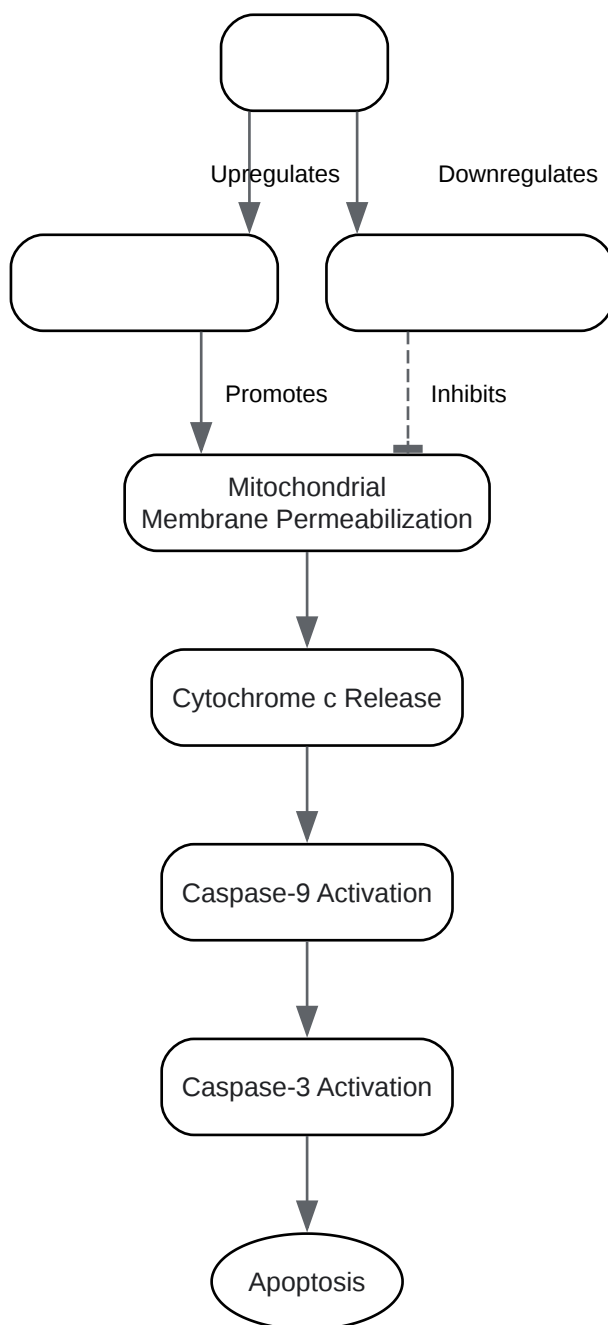 Upregulates
Downregulates
Promotes
Inhibits
Mitochondrial
Membrane Permeabilization
Cytochrome c Release
Caspase-9 Activation
Caspase-3 Activation
Apoptosis